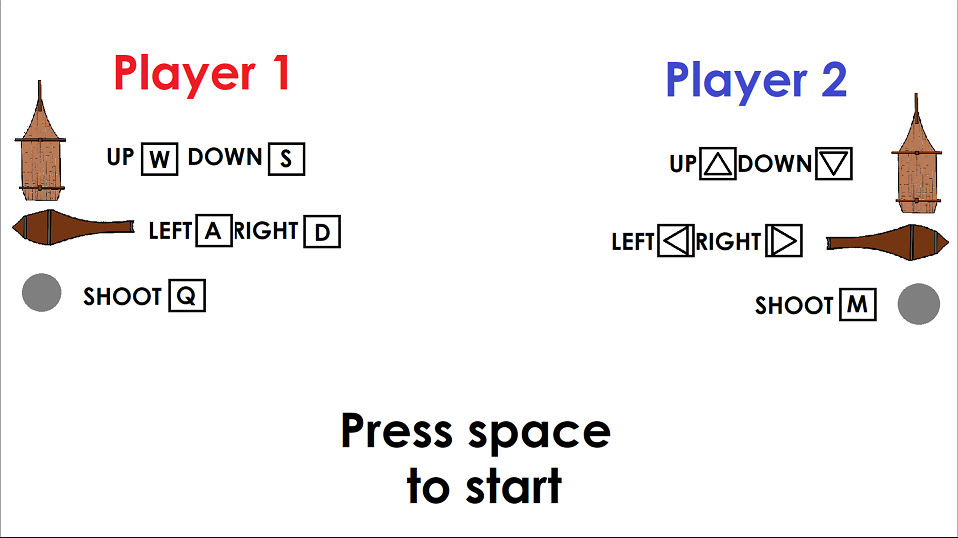 Player 1
UP W DOWN S
LEFT A RIGHT D
SHOOT Q
Player 2
UP △ DOWN ▽
LEFT ◁ RIGHT ▷
SHOOT M
Press space
to start